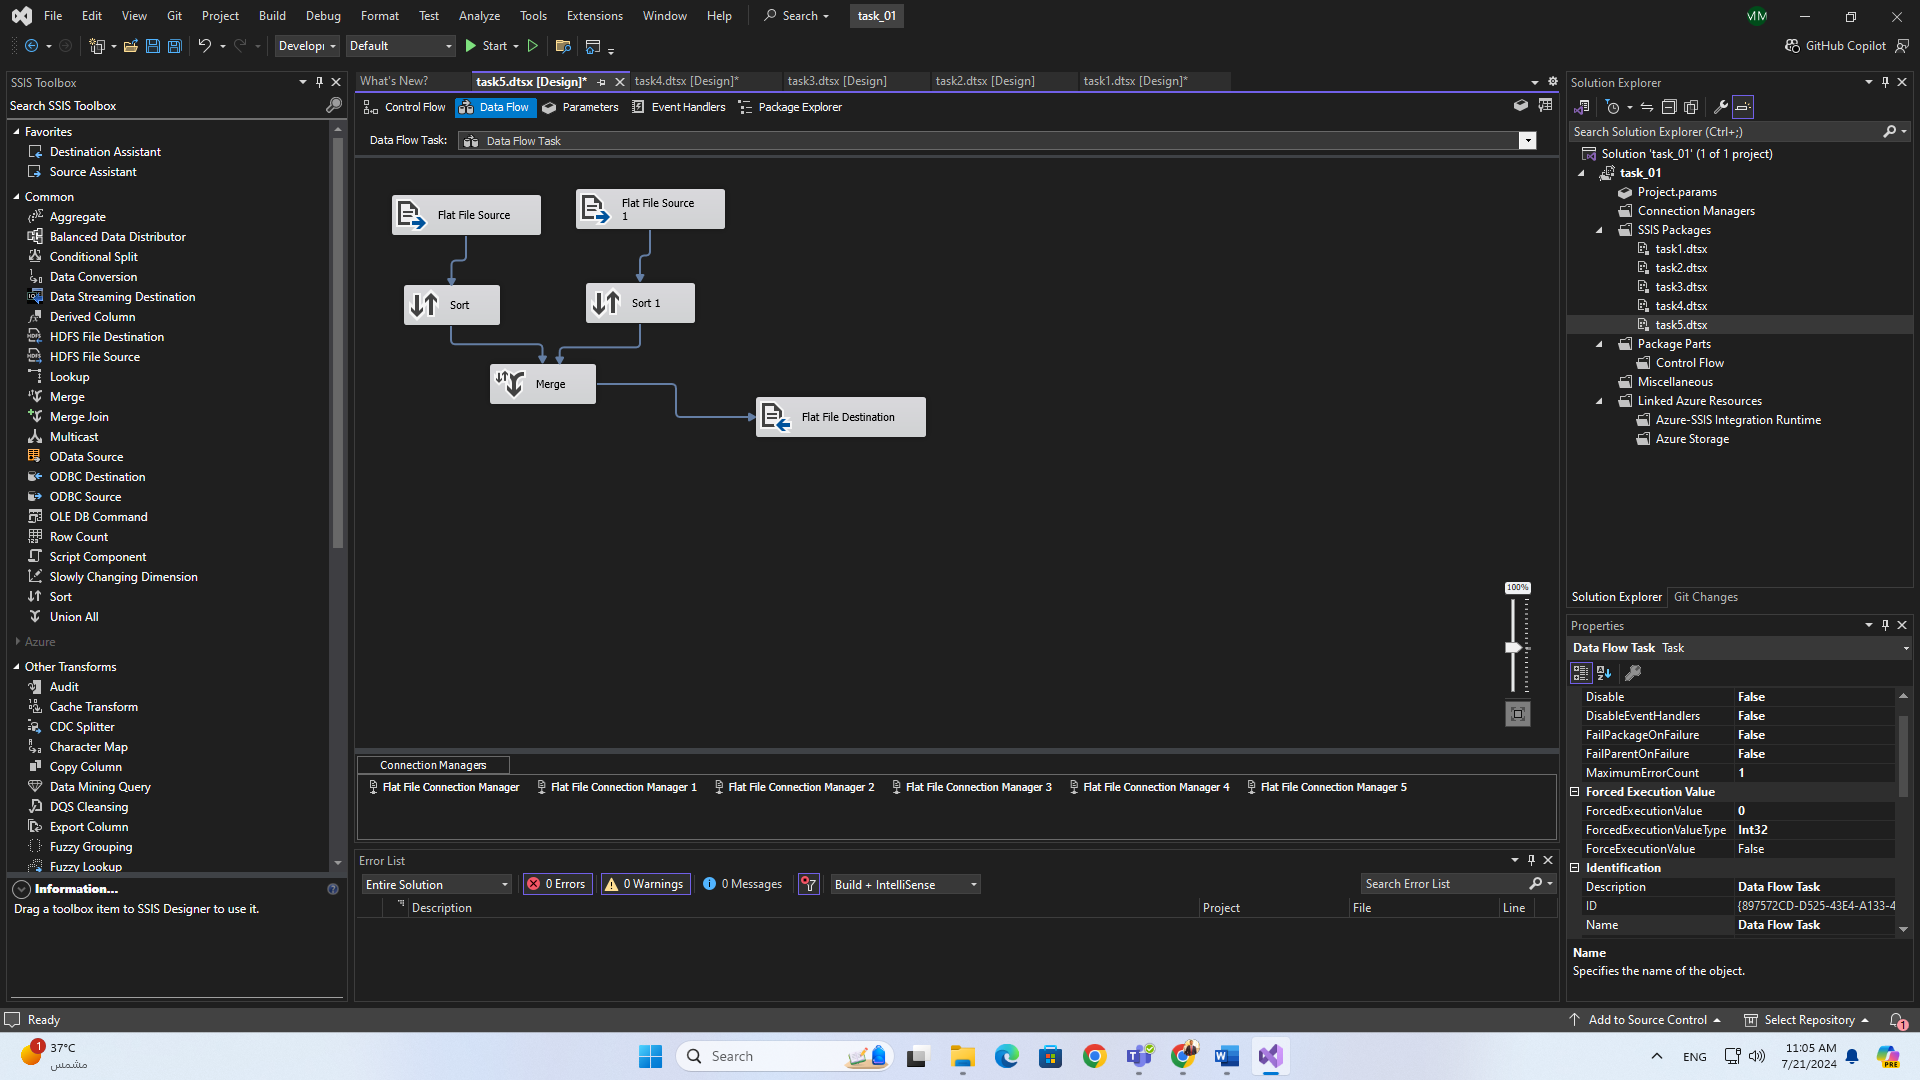 File Edit View Git Project Build Debug Format Test Analyze Tools Extensions Window Help Search task_01 MM
Developi Default Start GitHub Copilot
SSIS Toolbox
Search SSIS Toolbox
Favorites
Destination Assistant
Source Assistant
Common
Aggregate
Balanced Data Distributor
Conditional Split
Data Conversion
Data Streaming Destination
Derived Column
HDFS File Destination
HDFS File Source
Lookup
Merge
Merge Join
Multicast
OData Source
ODBC Destination
ODBC Source
OLE DB Command
Row Count
Script Component
Slowly Changing Dimension
Sort
Union All
Azure
Other Transforms
Audit
Cache Transform
CDC Splitter
Character Map
Copy Column
Data Mining Query
DQS Cleansing
Export Column
Fuzzy Grouping
Fuzzy Lookup
Information...
Drag a toolbox item to SSIS Designer to use it.
What's New? task5.dtsx [Design]* task4.dtsx [Design]* task3.dtsx [Design] task2.dtsx [Design] task1.dtsx [Design]*
Control Flow Data Flow Parameters Event Handlers Package Explorer
Data Flow Task: Data Flow Task
Flat File Source
Flat File Source
1
Sort
Sort 1
Merge
Flat File Destination
100%
Connection Managers
Flat File Connection Manager Flat File Connection Manager 1 Flat File Connection Manager 2 Flat File Connection Manager 3 Flat File Connection Manager 4 Flat File Connection Manager 5
Error List
Entire Solution 0 Errors 0 Warnings 0 Messages Build + IntelliSense Search Error List
Description Project File Line
Solution Explorer
Search Solution Explorer (Ctrl+;)
Solution 'task_01' (1 of 1 project)
task_01
Project.params
Connection Managers
SSIS Packages
task1.dtsx
task2.dtsx
task3.dtsx
task4.dtsx
task5.dtsx
Package Parts
Control Flow
Miscellaneous
Linked Azure Resources
Azure-SSIS Integration Runtime
Azure Storage
Solution Explorer Git Changes
Properties
Data Flow Task Task
Disable False
DisableEventHandlers False
FailPackageOnFailure False
FailParentOnFailure False
MaximumErrorCount 1
Forced Execution Value
ForcedExecutionValue 0
ForcedExecutionValueType Int32
ForceExecutionValue False
Identification
Description Data Flow Task
ID {897572CD-D525-43E4-A133-4
Name Data Flow Task
Name
Specifies the name of the object.
Ready Add to Source Control Select Repository 1
1 37°C
مشمس
Search
ENG
11:05 AM
7/21/2024
PRE